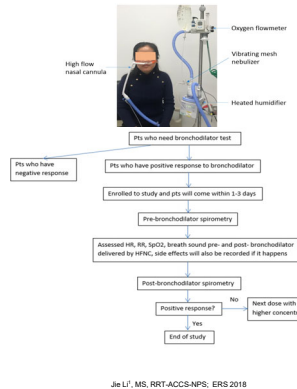 Oxygen flowmeter
High flow
nasal cannula
Vibrating mesh
nebulizer
Heated humidifier
Pts who need bronchodilator test
Pts who have
negative response
Pts who have positive response to bronchodilator
Enrolled to study and pts will come within 1-3 days
Pre-bronchodilator spirometry
Assessed HR, RR, SpO2, breath sound pre- and post- bronchodilator
delivered by HFNC, side effects will also be recorded if it happens
Post-bronchodilator spirometry
Positive response?
No
Next dose with
higher concent
Yes
End of study
Jie Li¹, MS, RRT-ACCS-NPS; ERS 2018